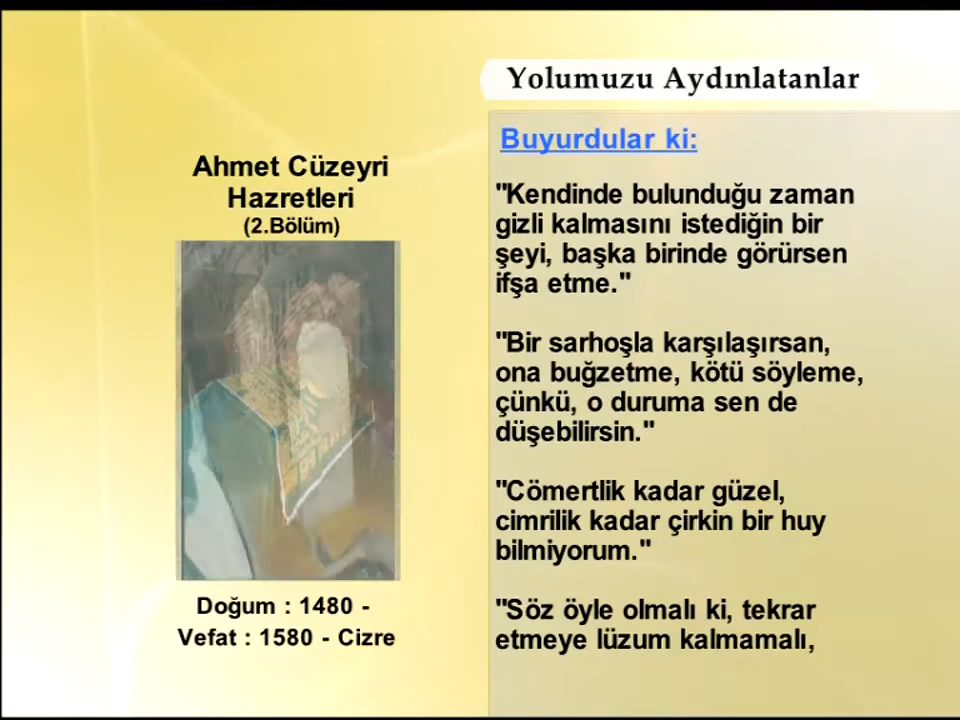 Yolumuzu Aydınlatanlar
Ahmet Cüzeyri
Hazretleri
(2.Bölüm)
Doğum : 1480 -
Vefat : 1580 - Cizre
Buyurdular ki:
"Kendinde bulunduğu zaman
gizli kalmasını istediğin bir
şeyi, başka birinde görürsen
ifşa etme."
"Bir sarhoşla karşılaşırsan,
ona buğzetme, kötü söyleme,
çünkü, o duruma sen de
düşebilirsin."
"Cömertlik kadar güzel,
cimrilik kadar çirkin bir huy
bilmiyorum."
"Söz öyle olmalı ki, tekrar
etmeye lüzum kalmamalı,